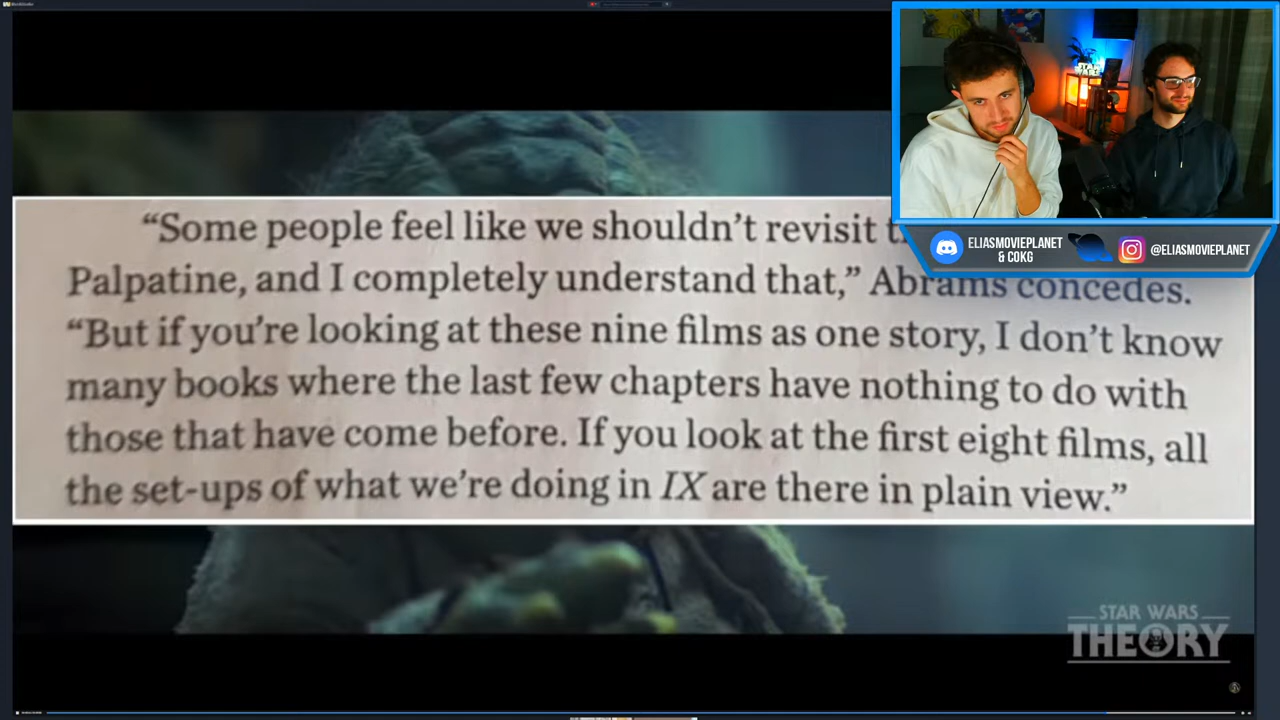 “Some people feel like we shouldn’t revisit
Palpatine, and I completely understand that,” Abrams concedes.
“But if you’re looking at these nine films as one story, I don’t know
many books where the last few chapters have nothing to do with
those that have come before. If you look at the first eight films, all
the set-ups of what we’re doing in IX are there in plain view.”
STAR WARS
ELIASMOVIEPLANET
& COKG
@ELIASMOVIEPLANET
STAR WARS
THEORY